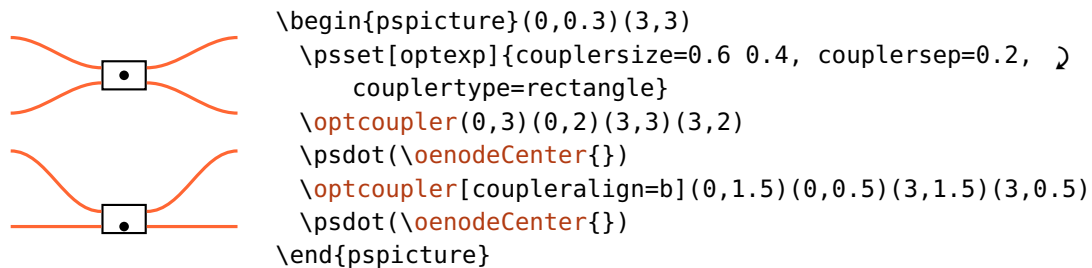 \begin{pspicture}(0,0.3)(3,3)
\psset[optexp]{couplersize=0.6 0.4, couplersep=0.2,
couplertype=rectangle}
\optcoupler(0,3)(0,2)(3,3)(3,2)
\psdot(\oenodeCenter{})
\optcoupler[coupleralign=b](0,1.5)(0,0.5)(3,1.5)(3,0.5)
\psdot(\oenodeCenter{})
\end{pspicture}